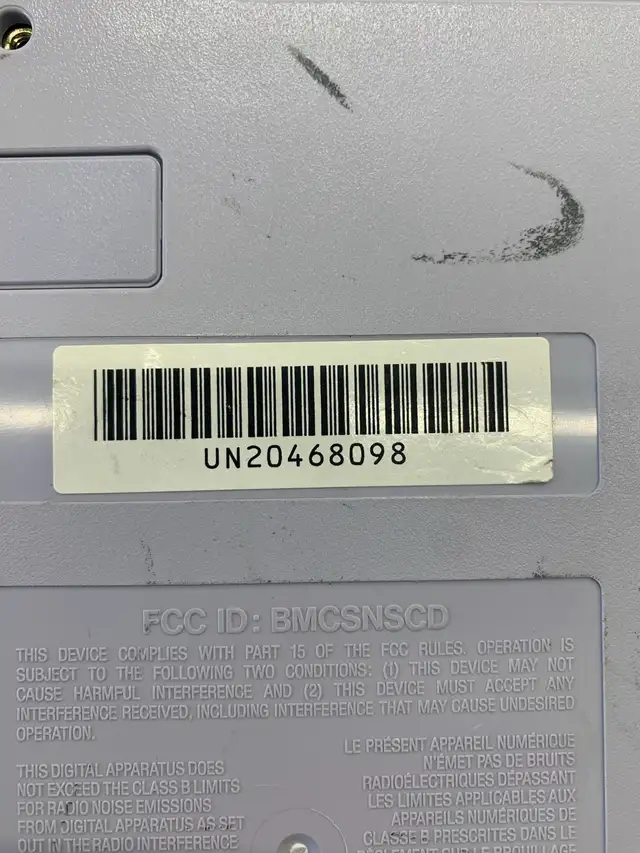 UN20468098
FCC ID: BMCSNSCD
THIS DEVICE COMPLIES WITH PART 15 OF THE FCC RULES. OPERATION IS
SUBJECT TO THE FOLLOWING TWO CONDITIONS: (1) THIS DEVICE MAY NOT
CAUSE HARMFUL INTERFERENCE AND (2) THIS DEVICE MUST ACCEPT ANY
INTERFERENCE RECEIVED, INCLUDING INTERFERENCE THAT MAY CAUSE UNDESIRED
OPERATION.
THIS DIGITAL APPARATUS DOES
NOT EXCEED THE CLASS B LIMITS
FOR RADIO NOISE EMISSIONS
FROM DIGITAL APPARATUS AS SET
OUT IN THE RADIO INTERFERENCE
LE PRÉSENT APPAREIL NUMÉRIQUE
N'ÉMET PAS DE BRUITS
RADIOÉLECTRIQUES DÉPASSANT
LES LIMITES APPLICABLES AUX
APPAREILS NUMÉRIQUES DE
CLASSE B PRESCRITES DANS LE
RÈGLEMENT SUR LE BROUILLAGE